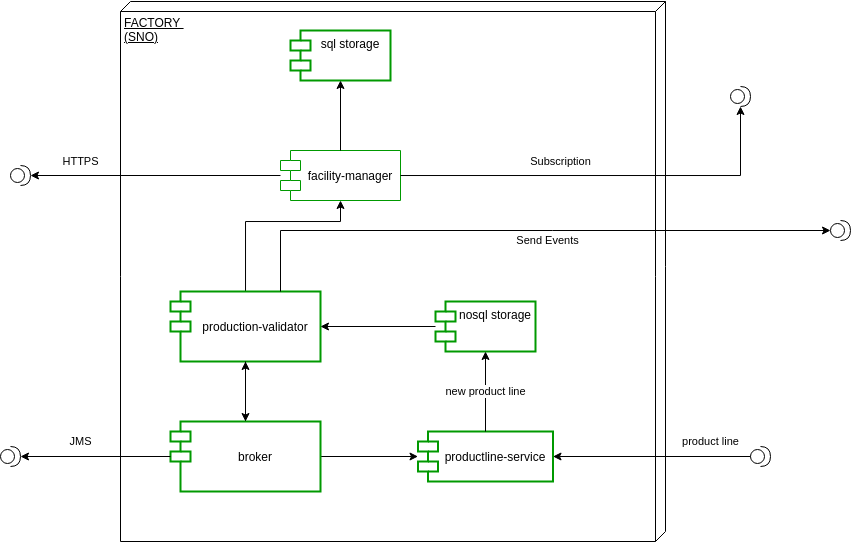 FACTORY
(SNO)
sql storage
HTTPS
facility-manager
Subscription
Send Events
production-validator
nosql storage
new product line
JMS
broker
productline-service
product line